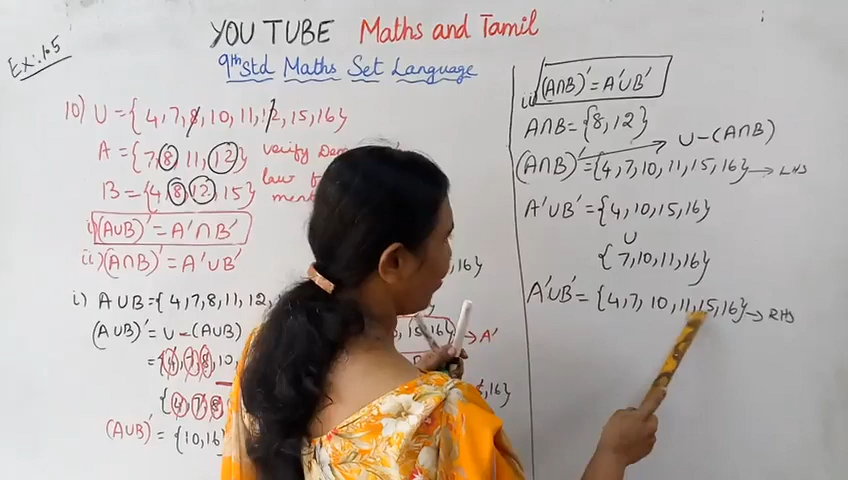 YOU TUBE Maths and Tamil
9th Std Maths Set Language
Ex:1.5
10) U = { 4, 7, 8, 10, 11, 12, 15, 16}
A = {7, 8, 11, 12} verify
B = {4, 8, 12, 15} law
i) (A∪B)′ = A′∩B′
ii) (A∩B)′ = A′∪B′
i) A∪B = {4, 7, 8, 11, 12,
(A∪B)′ = U - (A∪B)
= {4, 7, 8, 10,
{4, 7, 8
(A∪B)′ = {10, 16}
, 16}
15, 16} → A′
, 16}
ii) (A∩B)′ = A′∪B′
A∩B = {8, 12}
U - (A∩B)
(A∩B)′ = {4, 7, 10, 11, 15, 16} → LHS
A′∪B′ = {4, 10, 15, 16}
∪
{7, 10, 11, 16}
A′∪B′ = {4, 7, 10, 11, 15, 16} → RHS